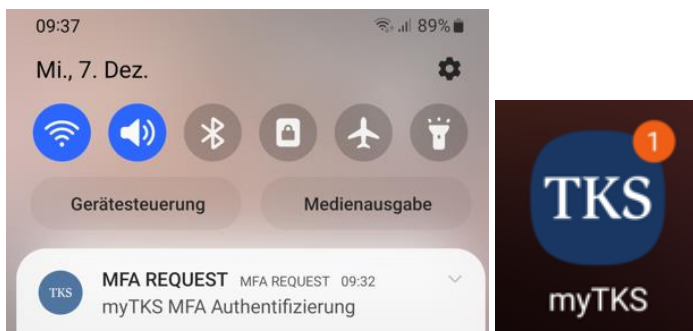 09:37
89%
Mi., 7. Dez.
Gerätesteuerung
Medienausgabe
TKS
MFA REQUEST MFA REQUEST 09:32
myTKS MFA Authentifizierung
1
TKS
myTKS